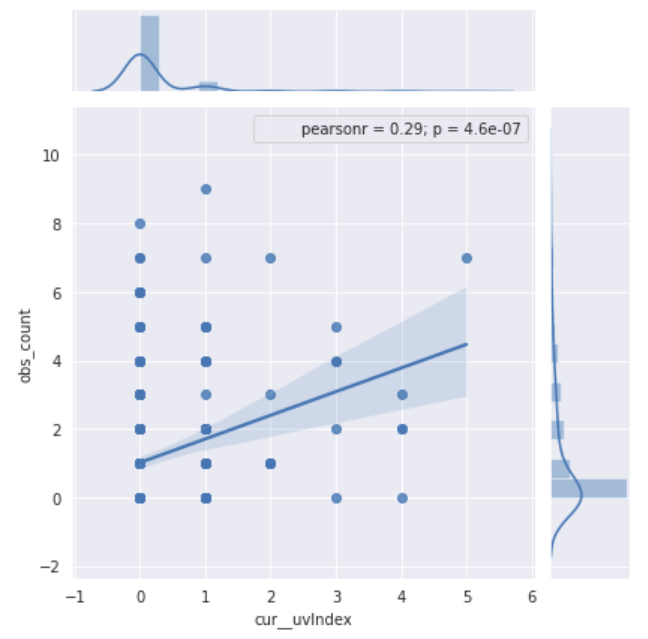 pearsonr = 0.29; p = 4.6e-07
10
8
6
4
2
0
−2
obs_count
−1 0 1 2 3 4 5 6
cur__uvIndex